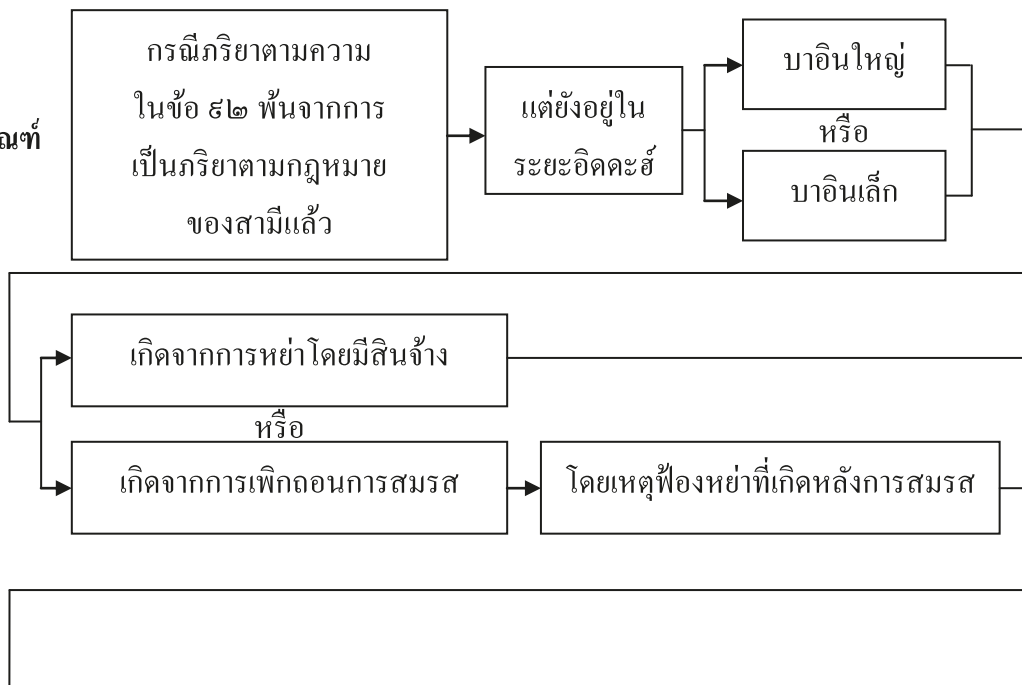 กรณีภริยาตามความ
ในข้อ ๙๒ พ้นจากการ
เป็นภริยาตามกฎหมาย
ของสามีแล้ว
แต่ยังอยู่ใน
ระยะอิดดะฮ์
บาอินใหญ่
หรือ
บาอินเล็ก
เกิดจากการหย่าโดยมีสินจ้าง
หรือ
เกิดจากการเพิกถอนการสมรส
โดยเหตุฟ้องหย่าที่เกิดหลังการสมรส